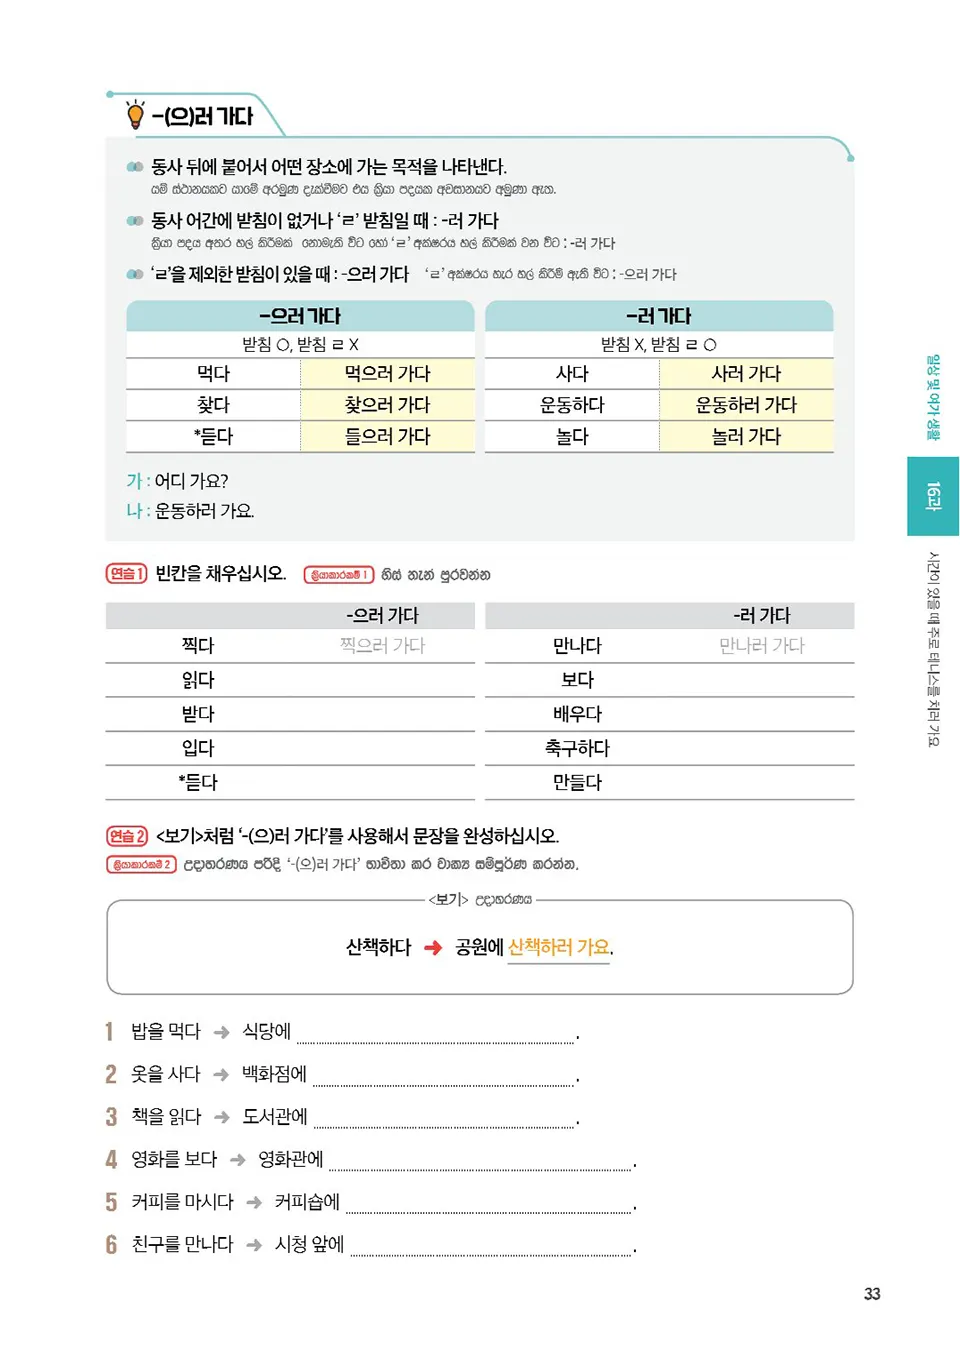 -(으)러 가다
동사 뒤에 붙어서 어떤 장소에 가는 목적을 나타낸다.
යම් ස්ථානයකට යාමේ අරමුණ දැක්වීමට එය ක්‍රියා පදයක අවසානයට අමුණා ඇත.
동사 어간에 받침이 없거나 ‘ㄹ’ 받침일 때 : -러 가다
ක්‍රියා පදය අතර හල් කිරීමක් නොමැති විට හෝ ‘ㄹ’ අක්ෂරය හල් කිරීමක් වන විට : -러 가다
‘ㄹ’을 제외한 받침이 있을 때 : -으러 가다 ‘ㄹ’ අක්ෂරය හැර හල් කිරීම් ඇති විට : -으러 가다
-으러 가다 -러 가다
받침 ○, 받침 ㄹ X 받침 X, 받침 ㄹ ○
먹다 먹으러 가다 사다 사러 가다
찾다 찾으러 가다 운동하다 운동하러 가다
*듣다 들으러 가다 놀다 놀러 가다
가 : 어디 가요?
나 : 운동하러 가요.
연습 1 빈칸을 채우십시오. ක්‍රියාකාරකම් 1 හිස් තැන් පුරවන්න
-으러 가다 -러 가다
찍다 찍으러 가다 만나다 만나러 가다
읽다 보다
받다 배우다
입다 축구하다
*듣다 만들다
연습 2 <보기>처럼 ‘-(으)러 가다’를 사용해서 문장을 완성하십시오.
ක්‍රියාකාරකම් 2 උදාහරණය පරිදි ‘-(으)러 가다’ භාවිතා කර වාක්‍ය සම්පූර්ණ කරන්න.
<보기> උදාහරණය
산책하다 ➜ 공원에 산책하러 가요.
1 밥을 먹다 ➜ 식당에 .
2 옷을 사다 ➜ 백화점에 .
3 책을 읽다 ➜ 도서관에 .
4 영화를 보다 ➜ 영화관에 .
5 커피를 마시다 ➜ 커피숍에 .
6 친구를 만나다 ➜ 시청 앞에 .
일상 및 여가 생활
16과
시간이 있을 때 주로 테니스를 치러 가요
33